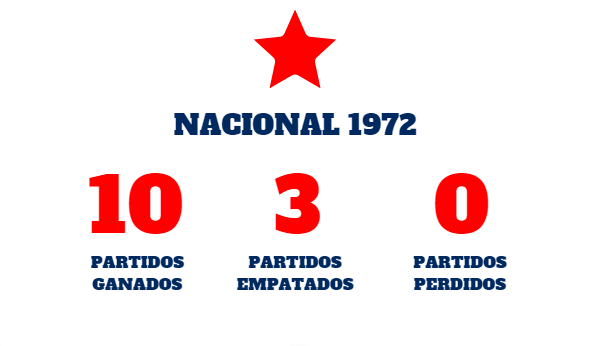 NACIONAL 1972
10 3 0
PARTIDOS PARTIDOS PARTIDOS
GANADOS EMPATADOS PERDIDOS